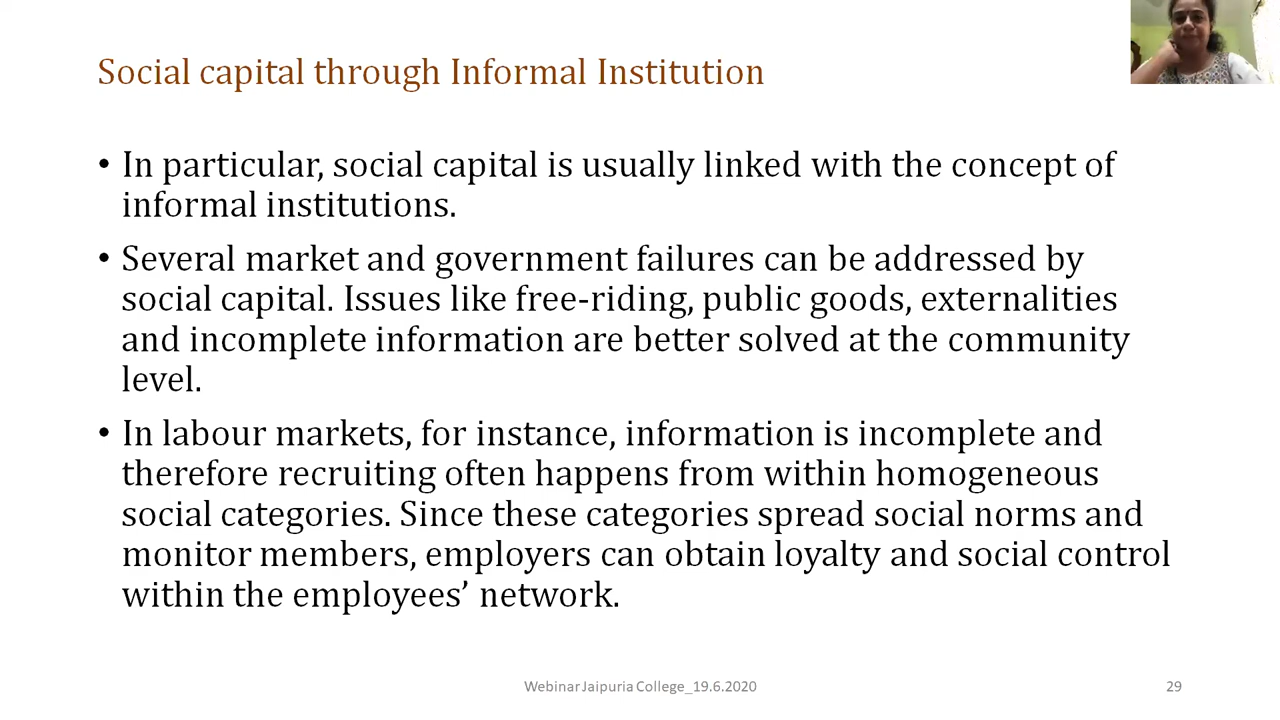 Social capital through Informal Institution
• In particular, social capital is usually linked with the concept of
informal institutions.
• Several market and government failures can be addressed by
social capital. Issues like free-riding, public goods, externalities
and incomplete information are better solved at the community
level.
• In labour markets, for instance, information is incomplete and
therefore recruiting often happens from within homogeneous
social categories. Since these categories spread social norms and
monitor members, employers can obtain loyalty and social control
within the employees’ network.
Webinar Jaipuria College_19.6.2020
29